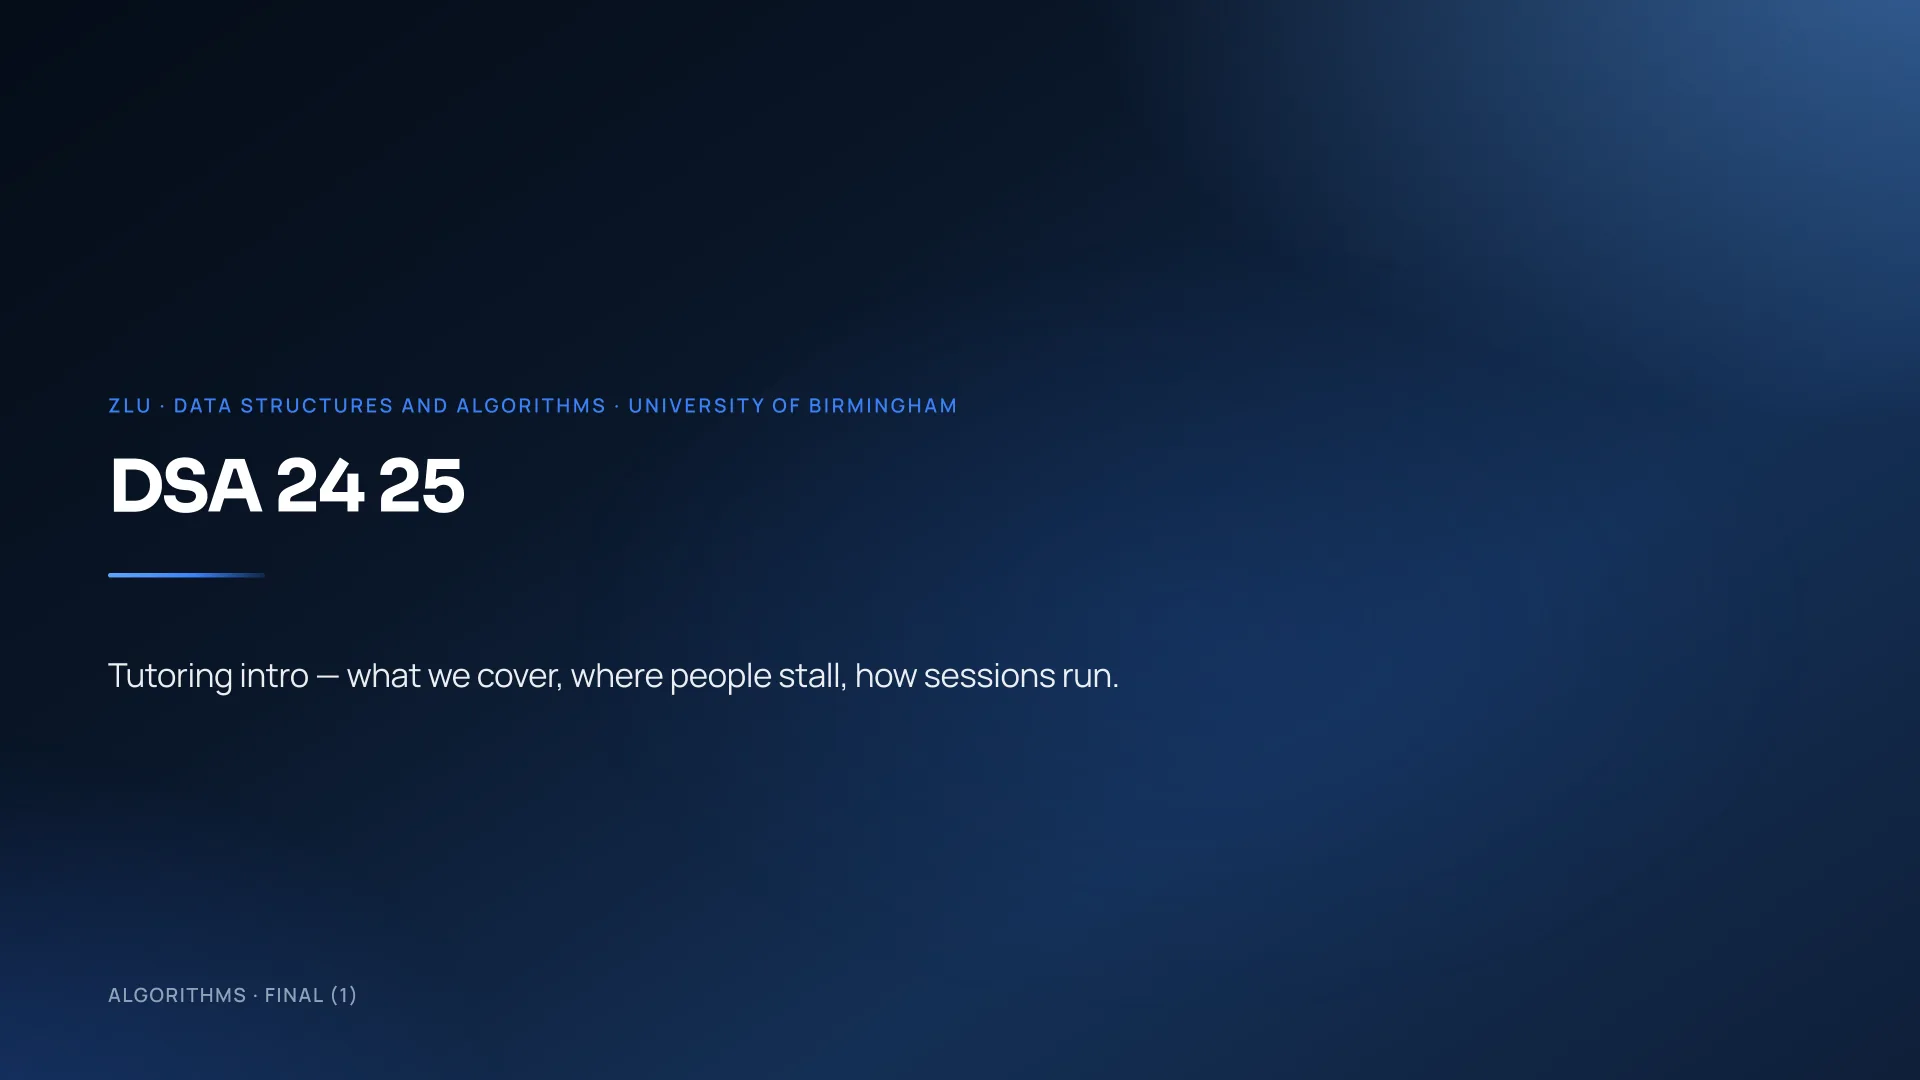 ZLU · DATA STRUCTURES AND ALGORITHMS · UNIVERSITY OF BIRMINGHAM
DSA 24 25
Tutoring intro — what we cover, where people stall, how sessions run.
ALGORITHMS · FINAL (1)